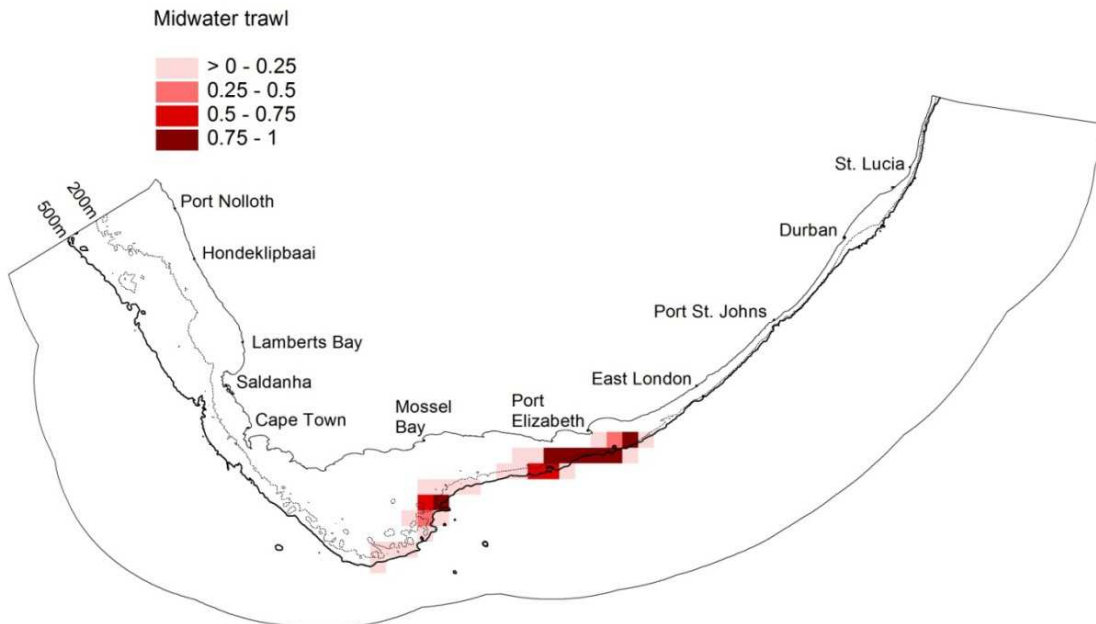 Midwater trawl
> 0 - 0.25
0.25 - 0.5
0.5 - 0.75
0.75 - 1
St. Lucia
200m
Port Nolloth
500m
Durban
Hondeklipbaai
Port St. Johns
Lamberts Bay
Saldanha
East London
Cape Town
Mossel
Bay
Port
Elizabeth